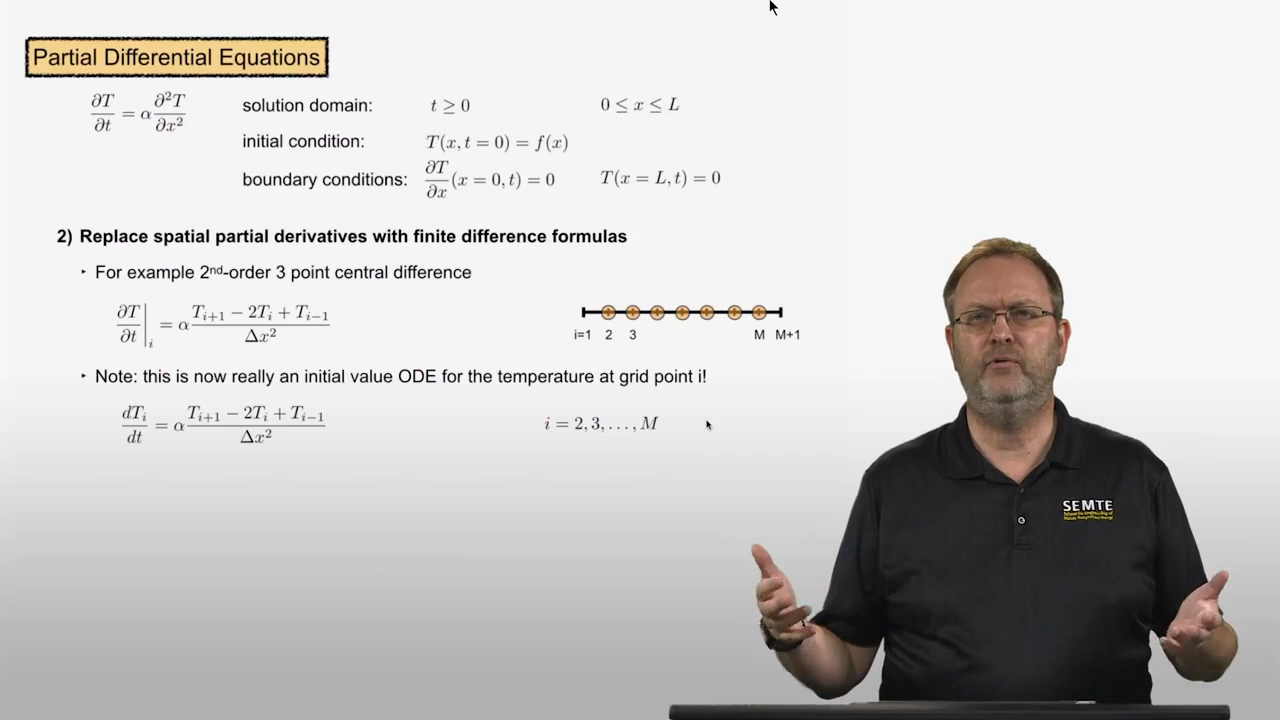 Partial Differential Equations
∂T/∂t = α ∂²T/∂x² solution domain: t ≥ 0 0 ≤ x ≤ L
initial condition: T(x, t = 0) = f(x)
boundary conditions: ∂T/∂x (x = 0, t) = 0 T(x = L, t) = 0
2) Replace spatial partial derivatives with finite difference formulas
‣ For example 2nd-order 3 point central difference
∂T/∂t|i = α (Ti+1 − 2Ti + Ti−1)/Δx²
i=1 2 3 M M+1
‣ Note: this is now really an initial value ODE for the temperature at grid point i!
dTi/dt = α (Ti+1 − 2Ti + Ti−1)/Δx² i = 2, 3, . . . , M
SEMTE